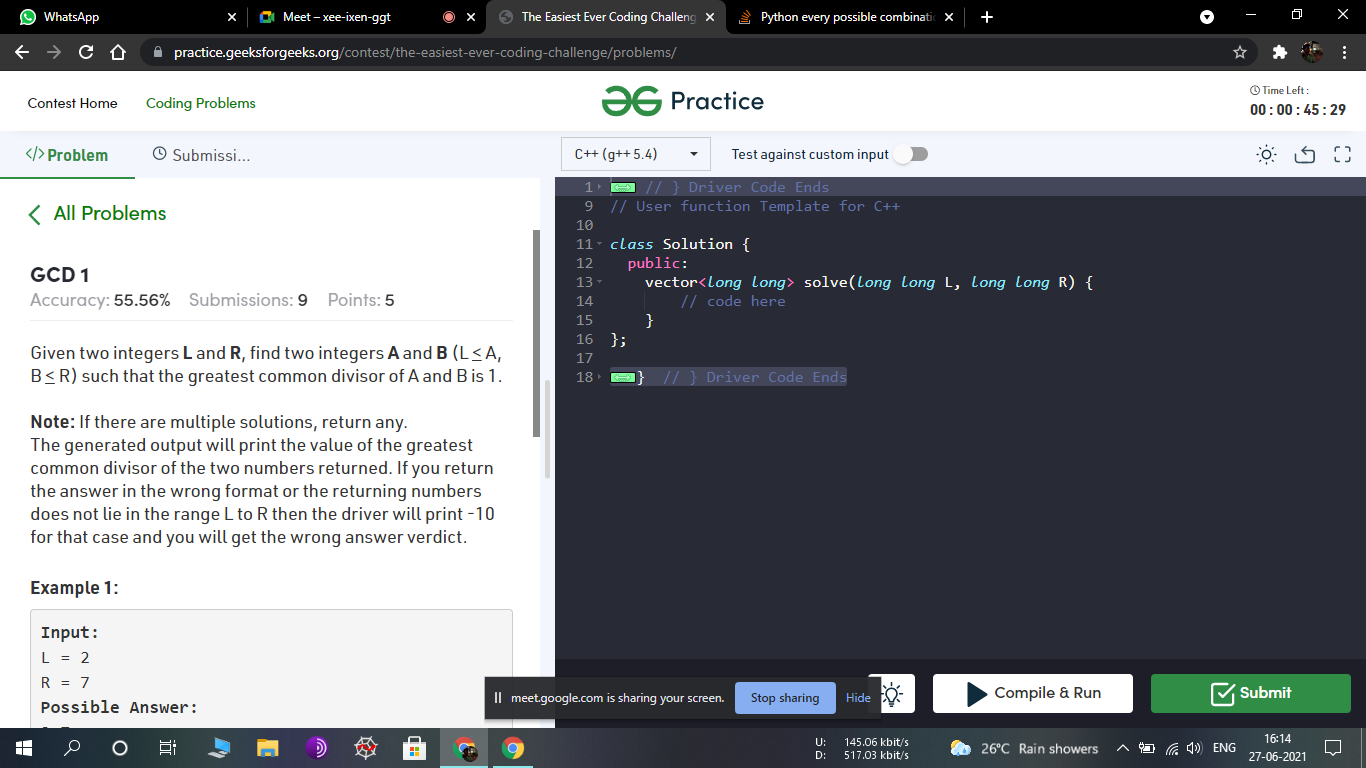 WhatsApp
Meet – xee-ixen-ggt
The Easiest Ever Coding Challeng
Python every possible combinati
practice.geeksforgeeks.org/contest/the-easiest-ever-coding-challenge/problems/
Contest Home
Coding Problems
Practice
Time Left :
00 : 00 : 45 : 29
</> Problem
Submissi...
C++ (g++ 5.4)
Test against custom input
All Problems
GCD 1
Accuracy: 55.56% Submissions: 9 Points: 5
Given two integers L and R, find two integers A and B (L ≤ A,
B ≤ R) such that the greatest common divisor of A and B is 1.
Note: If there are multiple solutions, return any.
The generated output will print the value of the greatest
common divisor of the two numbers returned. If you return
the answer in the wrong format or the returning numbers
does not lie in the range L to R then the driver will print -10
for that case and you will get the wrong answer verdict.
Example 1:
Input:
L = 2
R = 7
Possible Answer:
1 // } Driver Code Ends
9 // User function Template for C++
10
11 class Solution {
12 public:
13 vector<long long> solve(long long L, long long R) {
14 // code here
15 }
16 };
17
18 } // } Driver Code Ends
meet.google.com is sharing your screen.
Stop sharing
Hide
Compile & Run
Submit
U: 145.06 kbit/s
D: 517.03 kbit/s
26°C Rain showers
ENG
16:14
27-06-2021